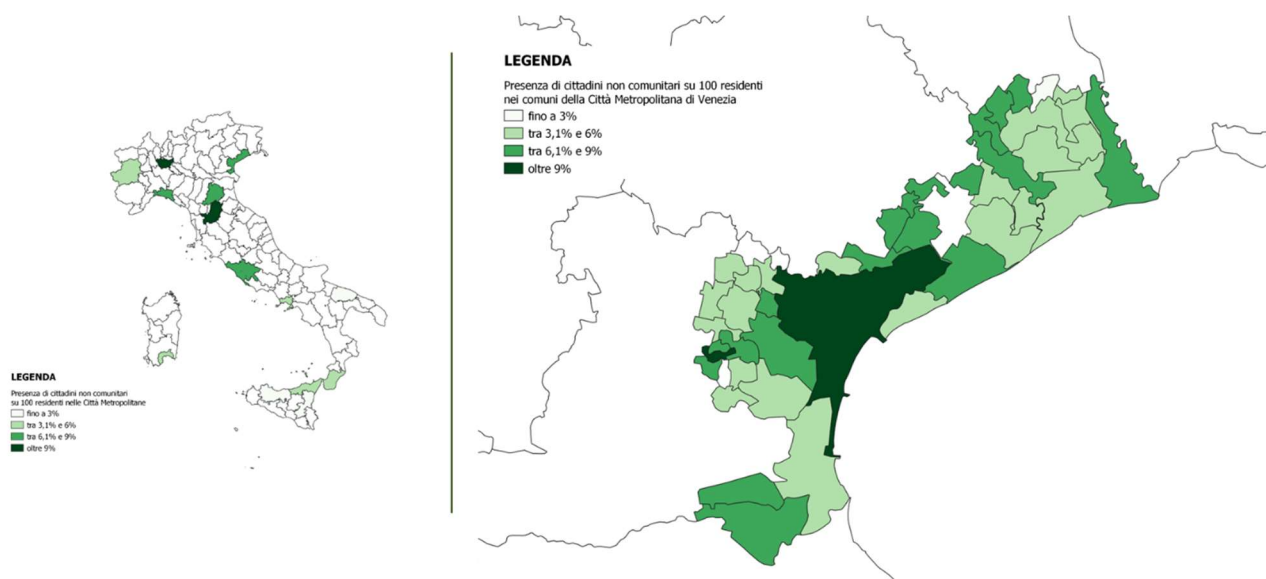 LEGENDA
Presenza di cittadini non comunitari
su 100 residenti nelle Città Metropolitane
fino a 3%
tra 3,1% e 6%
tra 6,1% e 9%
oltre 9%
LEGENDA
Presenza di cittadini non comunitari su 100 residenti
nei comuni della Città Metropolitana di Venezia
fino a 3%
tra 3,1% e 6%
tra 6,1% e 9%
oltre 9%